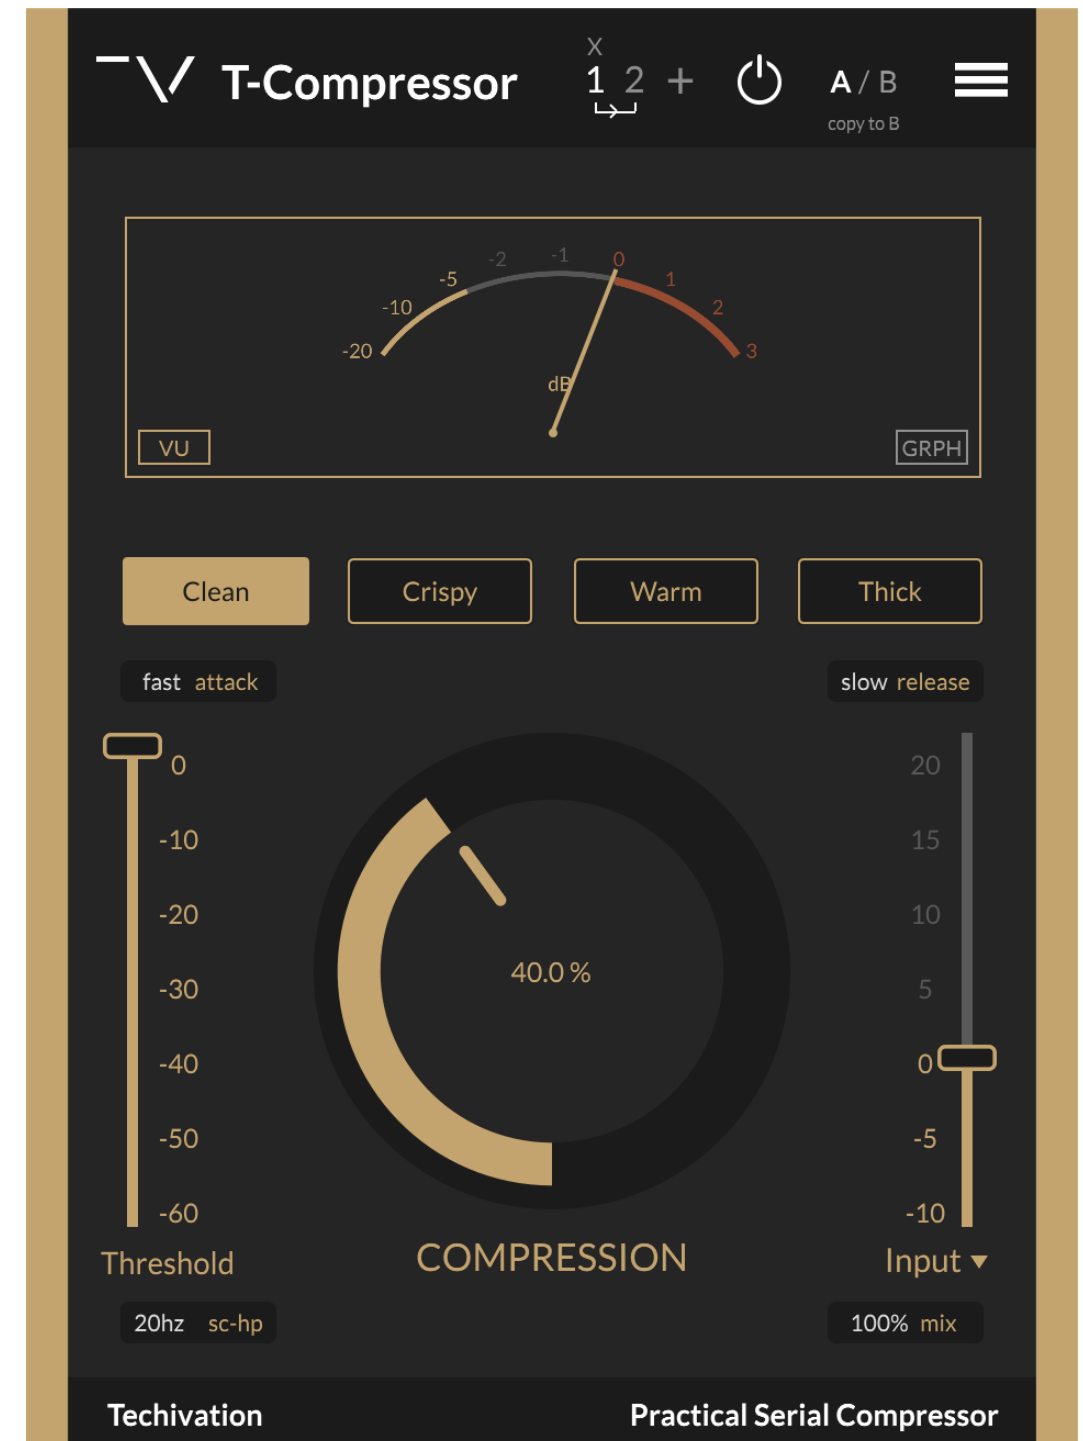 T-Compressor
X
1 2 +
A / B
copy to B
-20 -10 -5 -2 -1 0 1 2 3
dB
VU
GRPH
Clean Crispy Warm Thick
fast attack
slow release
0
-10
-20
-30
-40
-50
-60
Threshold
40.0 %
COMPRESSION
20
15
10
5
0
-5
-10
Input
20hz sc-hp
100% mix
Techivation
Practical Serial Compressor